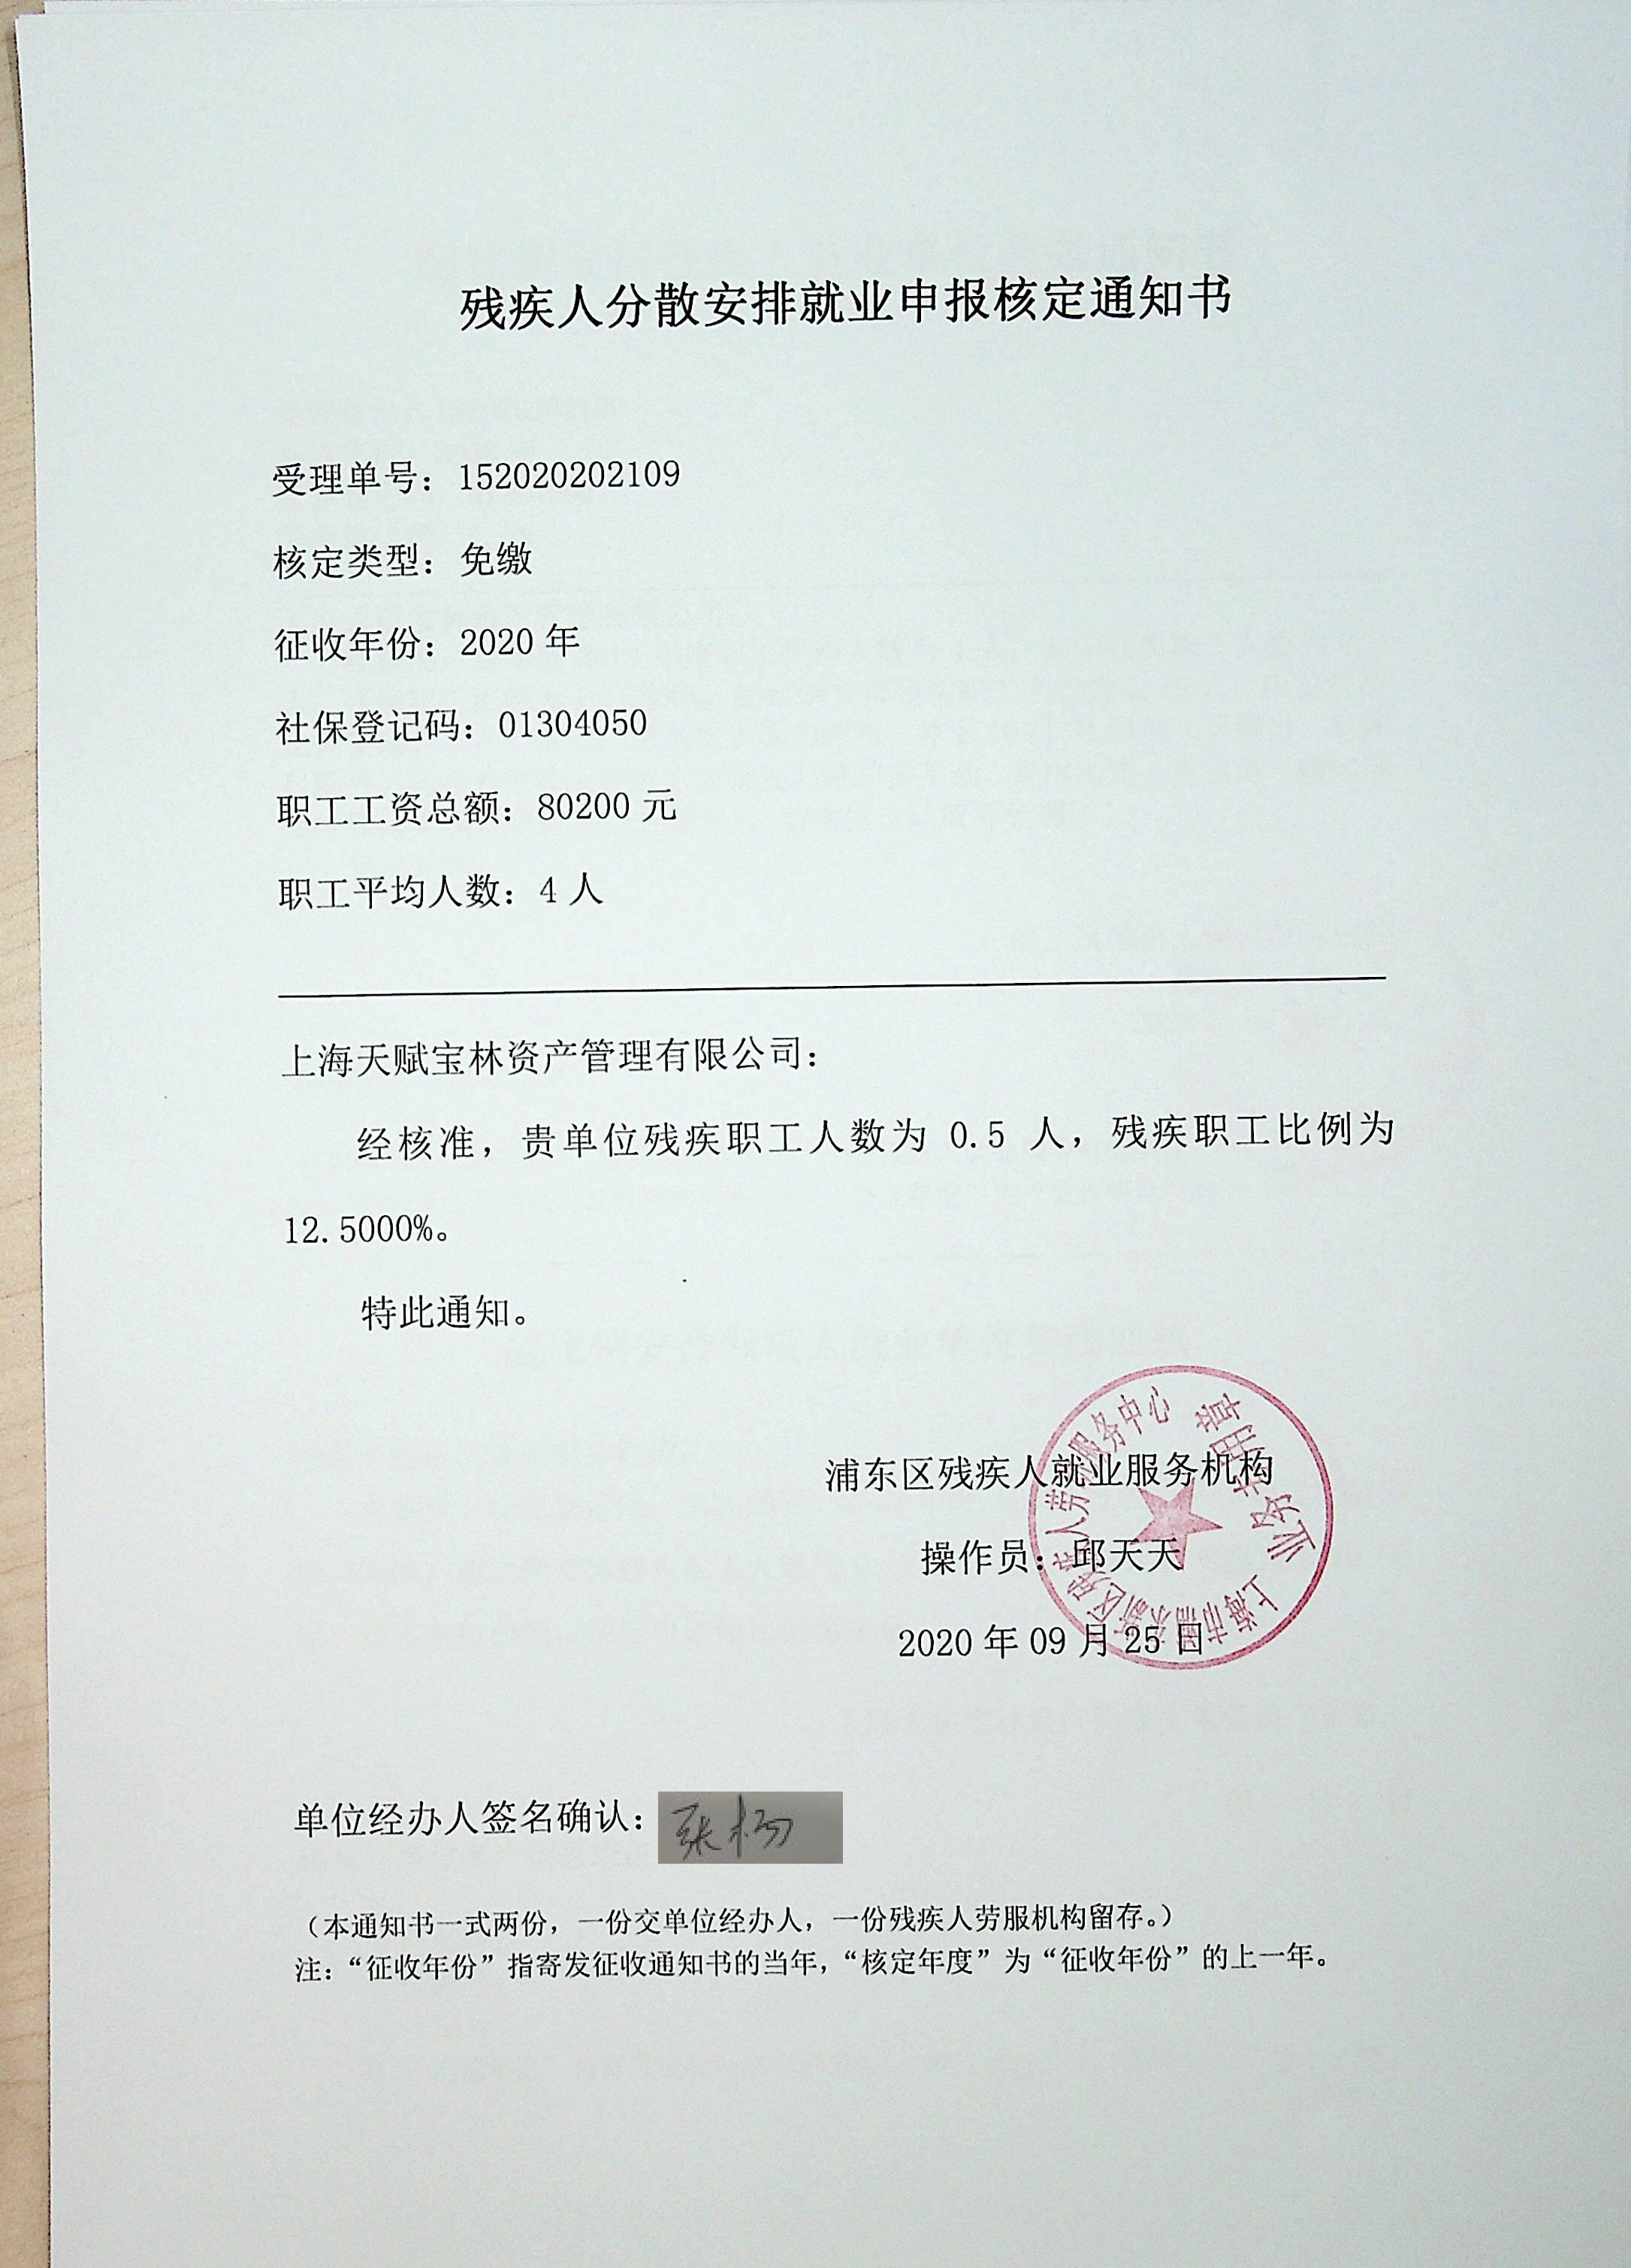 残疾人分散安排就业申报核定通知书
受理单号：152020202109
核定类型：免缴
征收年份：2020 年
社保登记码：01304050
职工工资总额：80200 元
职工平均人数：4 人
上海天赋宝林资产管理有限公司：
经核准，贵单位残疾职工人数为 0.5 人，残疾职工比例为
12.5000%。
特此通知。
浦东区残疾人就业服务机构
操作员：邱天天
2020 年 09 月 25 日
上海市浦东新区残疾人劳动服务中心
业务专用章
单位经办人签名确认：张杨
（本通知书一式两份，一份交单位经办人，一份残疾人劳服机构留存。）
注：“征收年份”指寄发征收通知书的当年，“核定年度”为“征收年份”的上一年。